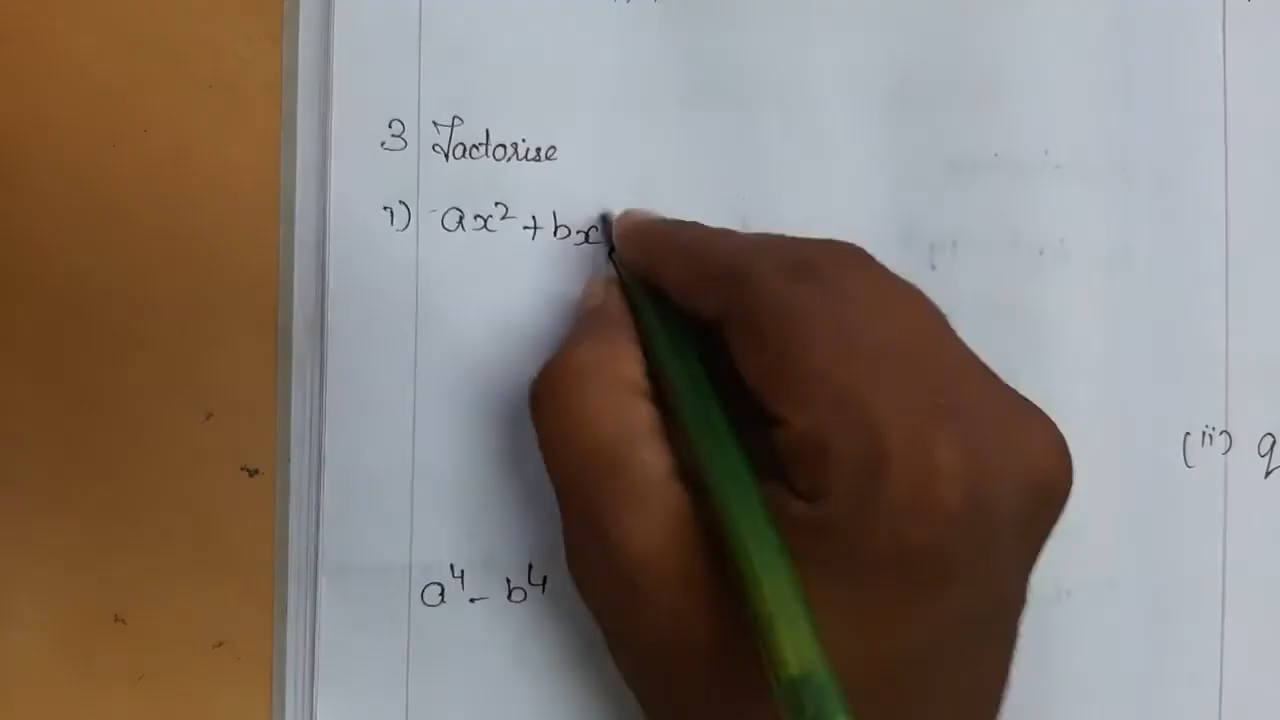 3 Factorise
i) ax² + bx
(ii) q
a⁴ - b⁴